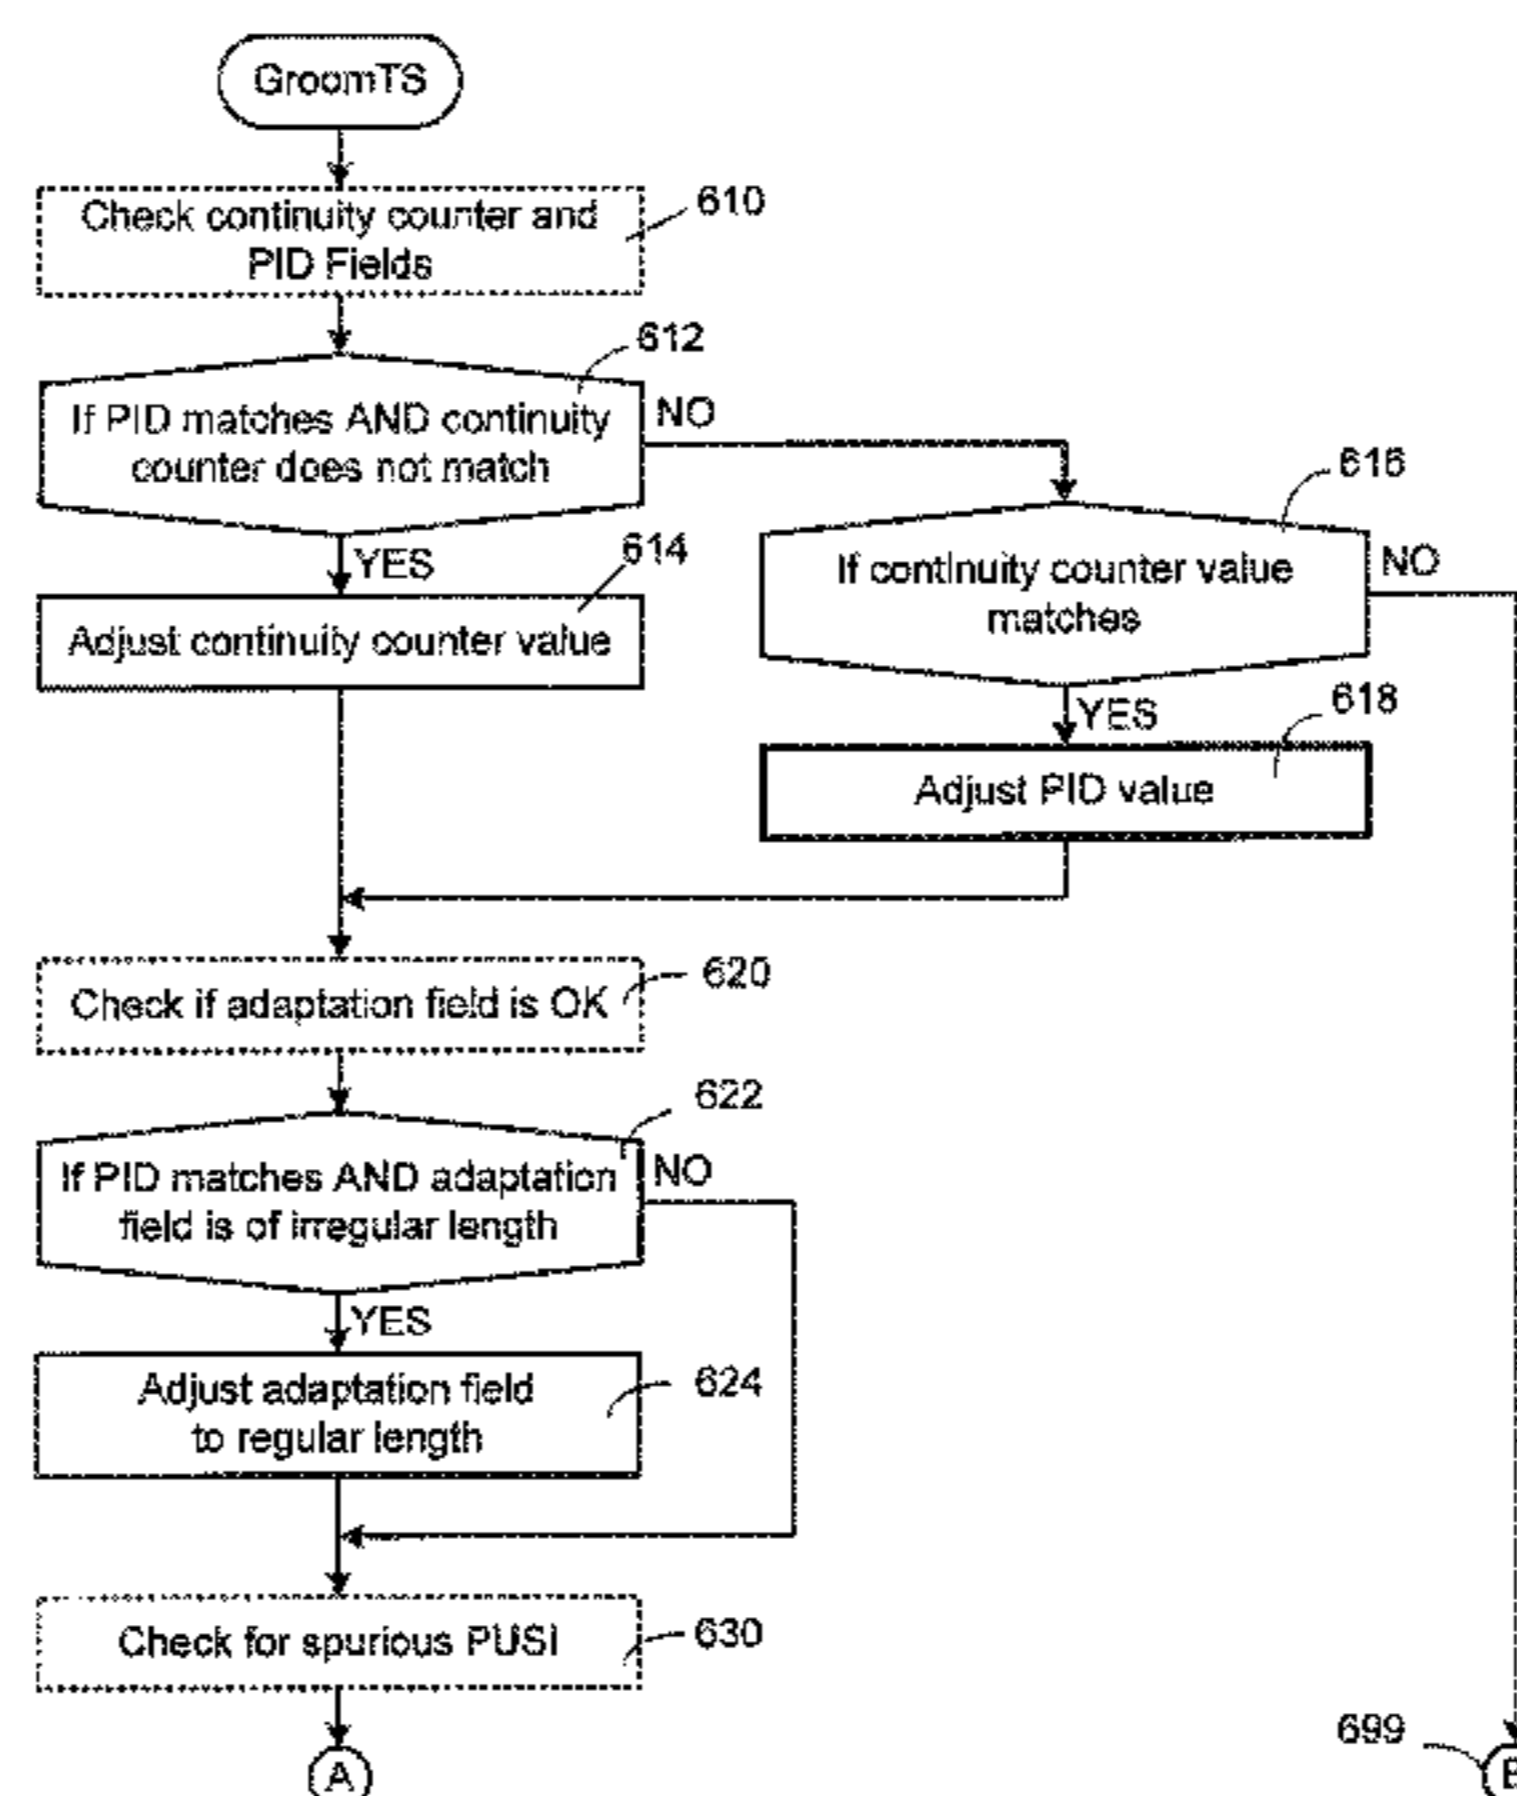 GroomTS
Check continuity counter and
PID Fields
610
612
If PID matches AND continuity
counter does not match
NO
YES
614
Adjust continuity counter value
616
If continuity counter value
matches
NO
YES
618
Adjust PID value
Check if adaptation field is OK
620
622
If PID matches AND adaptation
field is of irregular length
NO
YES
Adjust adaptation field
to regular length
624
Check for spurious PUSI
630
A
699